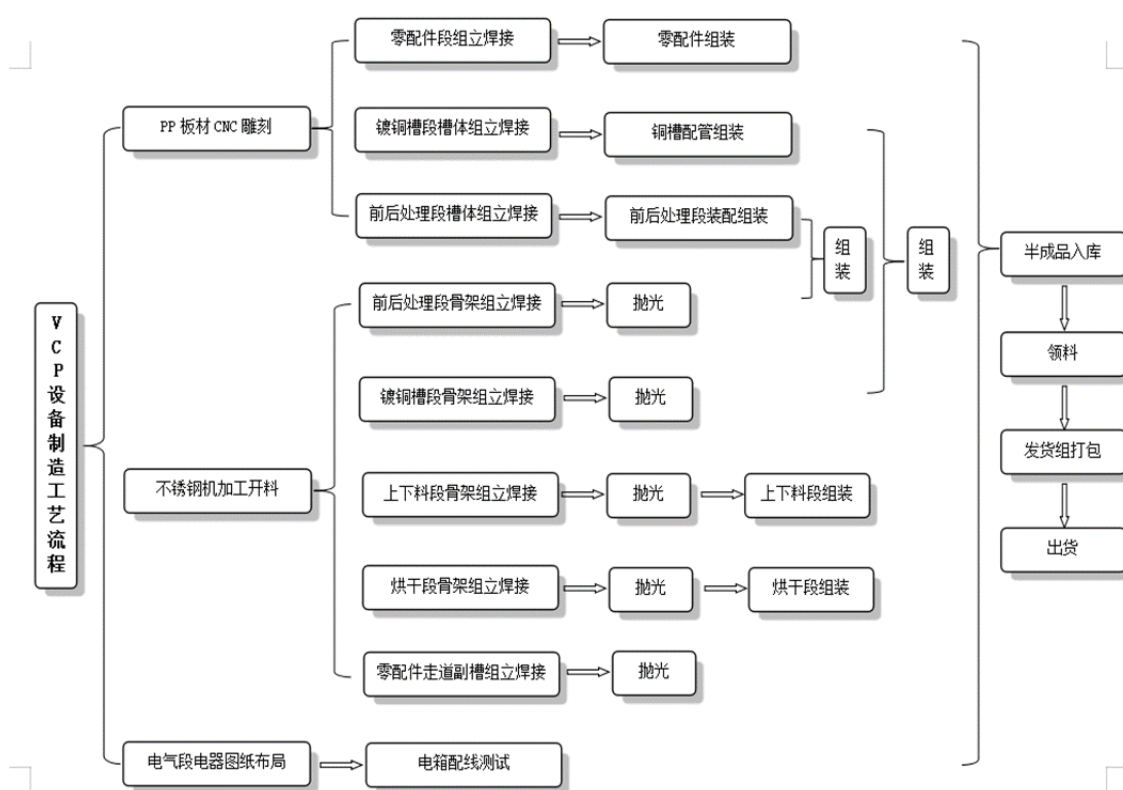 VCP设备制造工艺流程
PP 板材 CNC 雕刻
零配件段组立焊接
零配件组装
镀铜槽段槽体组立焊接
铜槽配管组装
前后处理段槽体组立焊接
前后处理段装配组装
组装
组装
不锈钢机加工开料
前后处理段骨架组立焊接
抛光
镀铜槽段骨架组立焊接
抛光
上下料段骨架组立焊接
抛光
上下料段组装
烘干段骨架组立焊接
抛光
烘干段组装
零配件走道副槽组立焊接
抛光
电气段电器图纸布局
电箱配线测试
半成品入库
领料
发货组打包
出货